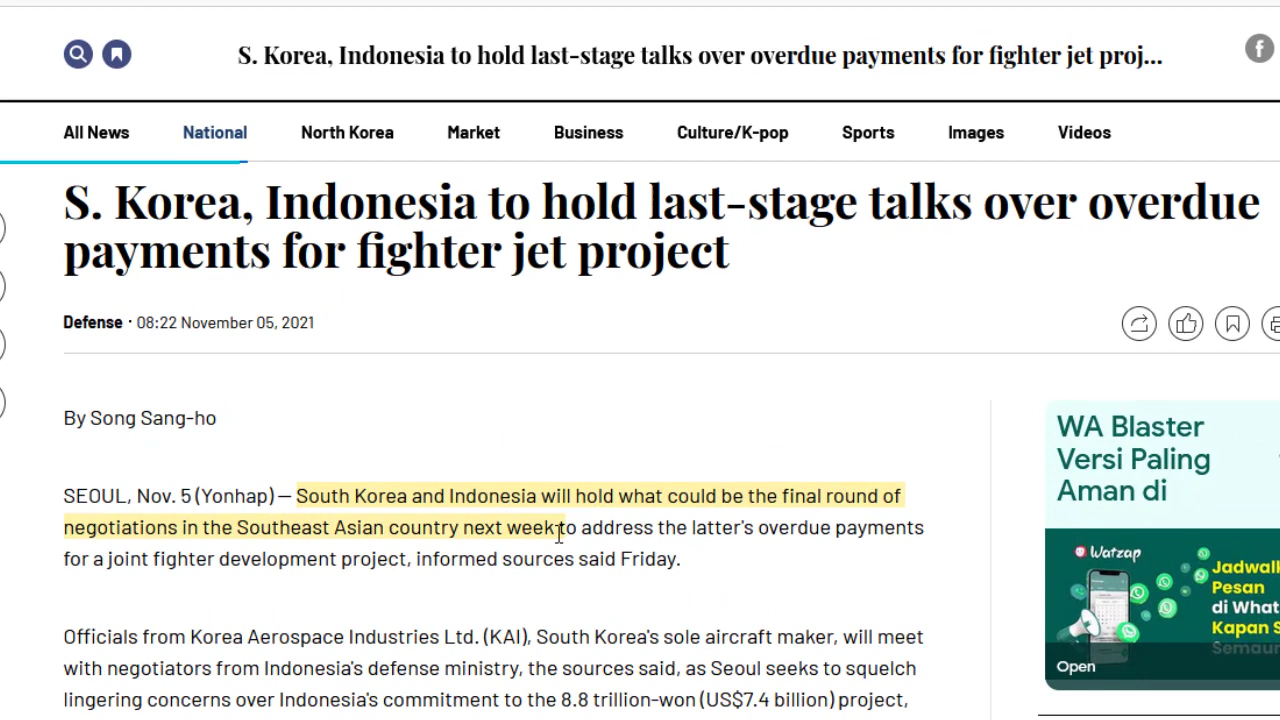 S. Korea, Indonesia to hold last-stage talks over overdue payments for fighter jet proj...
All News National North Korea Market Business Culture/K-pop Sports Images Videos
S. Korea, Indonesia to hold last-stage talks over overdue
payments for fighter jet project
Defense · 08:22 November 05, 2021
By Song Sang-ho
SEOUL, Nov. 5 (Yonhap) — South Korea and Indonesia will hold what could be the final round of
negotiations in the Southeast Asian country next week to address the latter's overdue payments
for a joint fighter development project, informed sources said Friday.
Officials from Korea Aerospace Industries Ltd. (KAI), South Korea's sole aircraft maker, will meet
with negotiators from Indonesia's defense ministry, the sources said, as Seoul seeks to squelch
lingering concerns over Indonesia's commitment to the 8.8 trillion-won (US$7.4 billion) project,
WA Blaster
Versi Paling
Aman di
Watzap
Pesan
di What
Kapan S
Open